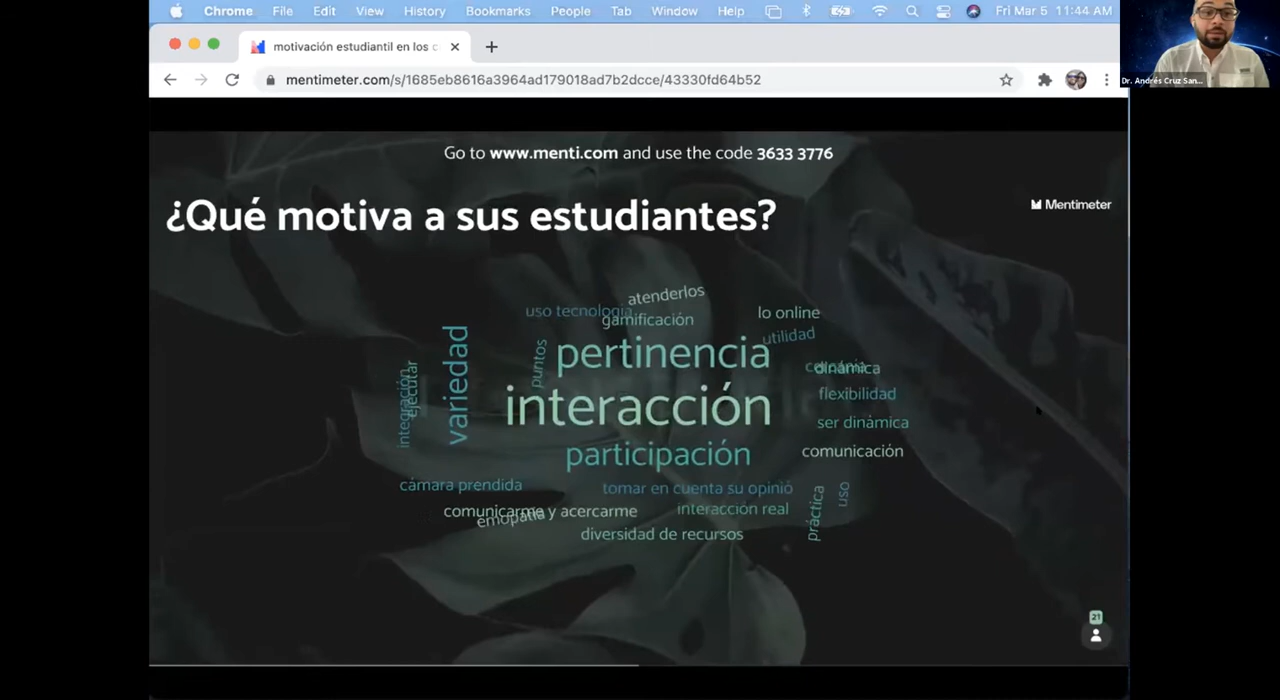 Chrome File Edit View History Bookmarks People Tab Window Help Fri Mar 5 11:44 AM
motivación estudiantil en los c
mentimeter.com/s/1685eb8616a3964ad179018ad7b2dcce/43330fd64b52
Dr. Andrés Cruz San...
Go to www.menti.com and use the code 3633 3776
¿Qué motiva a sus estudiantes?
Mentimeter
atenderlos
uso tecnología
gamificación
lo online
utilidad
puntos
pertinencia
variedad
integración
ejecutar
dinámica
interacción
flexibilidad
ser dinámica
participación
comunicación
cámara prendida
tomar en cuenta su opinió
uso
práctica
comunicarme y acercarme
emopatía
interacción real
diversidad de recursos
21